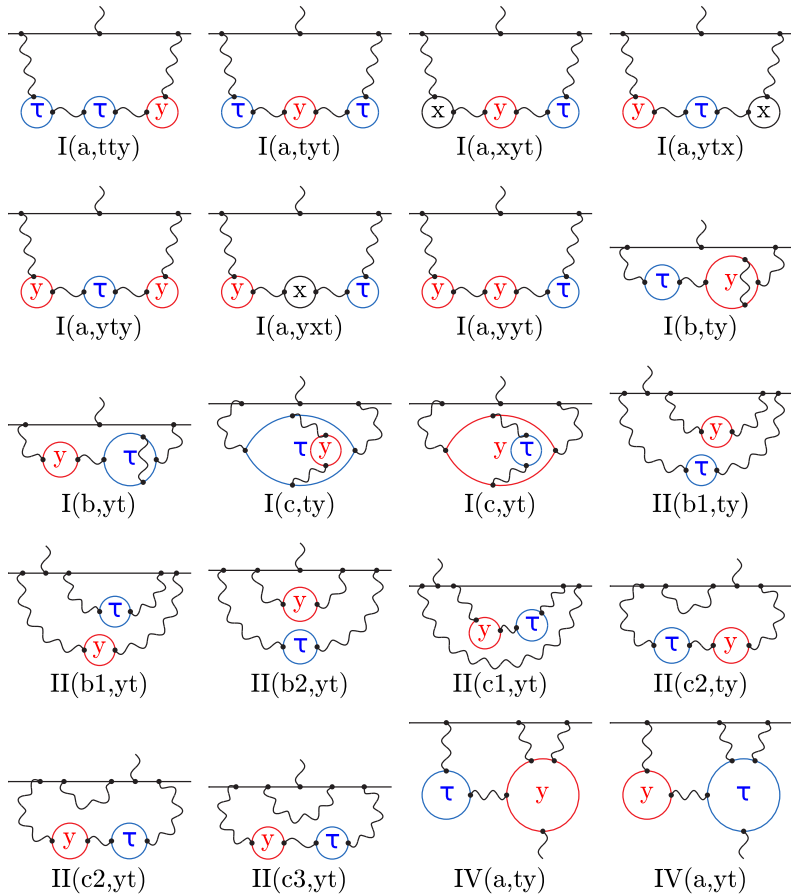 τ τ y τ y τ x y τ y τ x
I(a,tty) I(a,tyt) I(a,xyt) I(a,ytx)
y τ y y x τ y y τ τ y
I(a,yty) I(a,yxt) I(a,yyt) I(b,ty)
y τ τ y y τ y τ
I(b,yt) I(c,ty) I(c,yt) II(b1,ty)
τ y y τ y τ τ y
II(b1,yt) II(b2,yt) II(c1,yt) II(c2,ty)
y τ y τ τ y y τ
II(c2,yt) II(c3,yt) IV(a,ty) IV(a,yt)